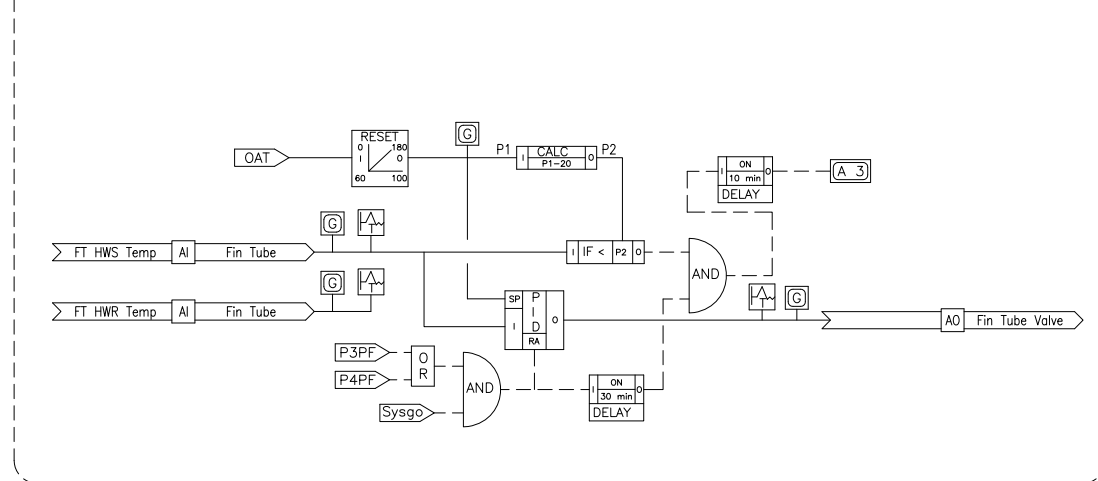 RESET
0 180
I O
60 100
OAT
G
P1
I CALC O
P1-20
P2
I ON O
10 min
DELAY
A 3
G
FT HWS Temp AI Fin Tube
I IF < P2 O
AND
G
FT HWR Temp AI Fin Tube
SP
PID
I
O
RA
G
AO Fin Tube Valve
P3PF
P4PF
OR
AND
Sysgo
I ON O
30 min
DELAY